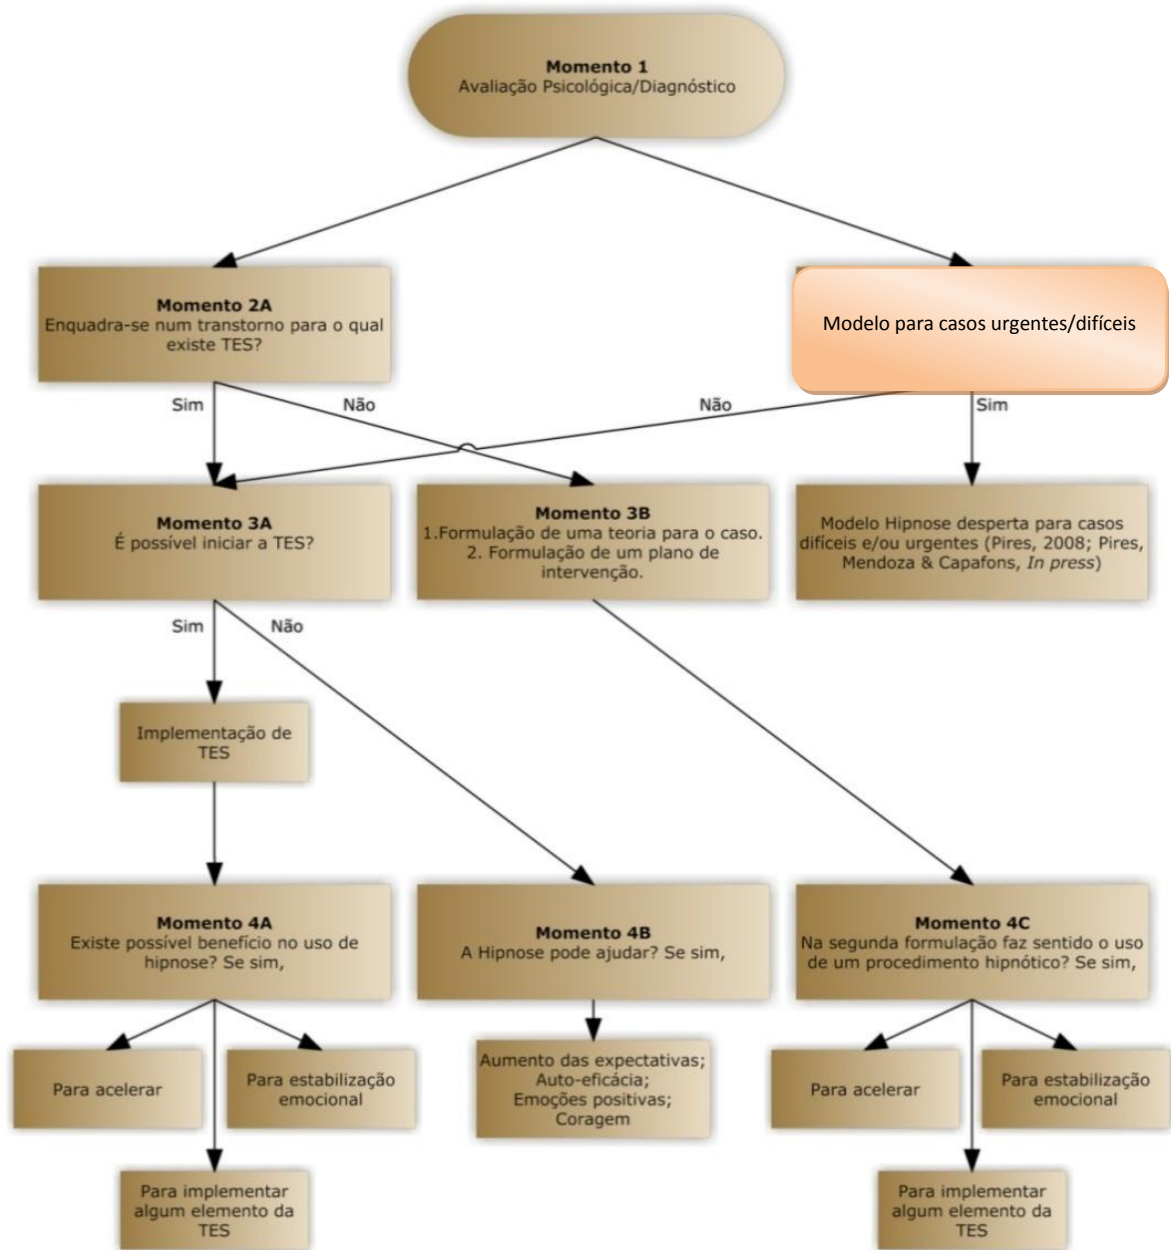 Momento 1
Avaliação Psicológica/Diagnóstico
Momento 2A
Enquadra-se num transtorno para o qual
existe TES?
Modelo para casos urgentes/difíceis
Sim
Não
Não
Sim
Momento 3A
É possível iniciar a TES?
Momento 3B
1.Formulação de uma teoria para o caso.
2. Formulação de um plano de
intervenção.
Modelo Hipnose desperta para casos
difíceis e/ou urgentes (Pires, 2008; Pires,
Mendoza & Capafons, In press)
Sim
Não
Implementação de
TES
Momento 4A
Existe possível benefício no uso de
hipnose? Se sim,
Momento 4B
A Hipnose pode ajudar? Se sim,
Momento 4C
Na segunda formulação faz sentido o uso
de um procedimento hipnótico? Se sim,
Para acelerar
Para estabilização
emocional
Aumento das expectativas;
Auto-eficácia;
Emoções positivas;
Coragem
Para acelerar
Para estabilização
emocional
Para implementar
algum elemento da
TES
Para implementar
algum elemento da
TES